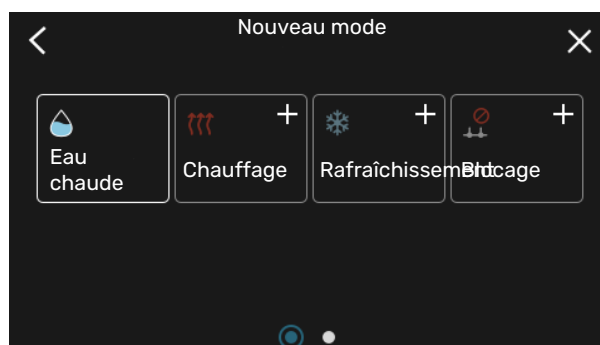 Nouveau mode
Eau
chaude
Chauffage
Rafraîchissement
Blocage